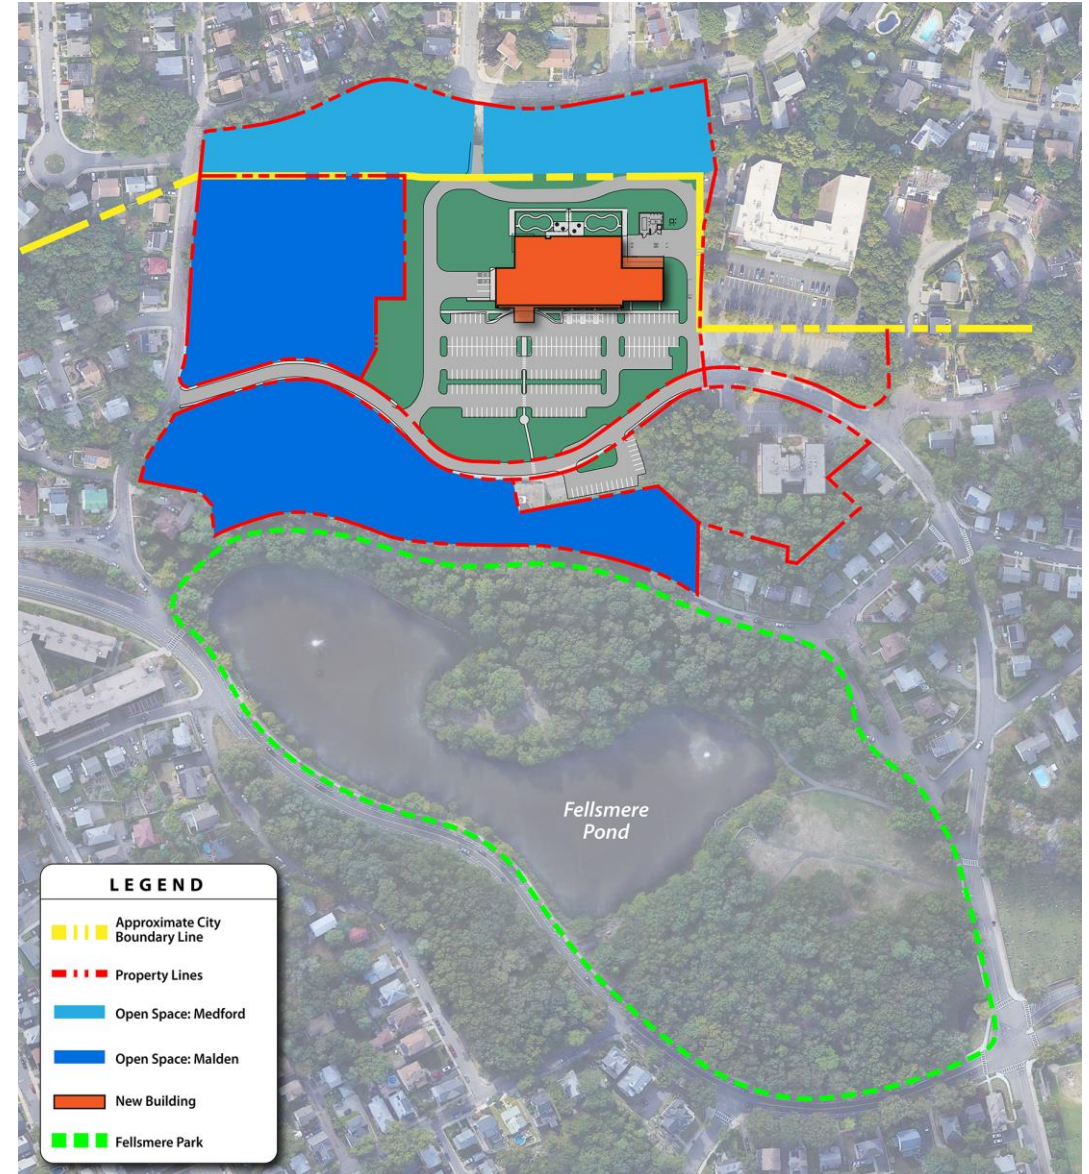 Fellsmere
Pond
LEGEND
Approximate City
Boundary Line
Property Lines
Open Space: Medford
Open Space: Malden
New Building
Fellsmere Park